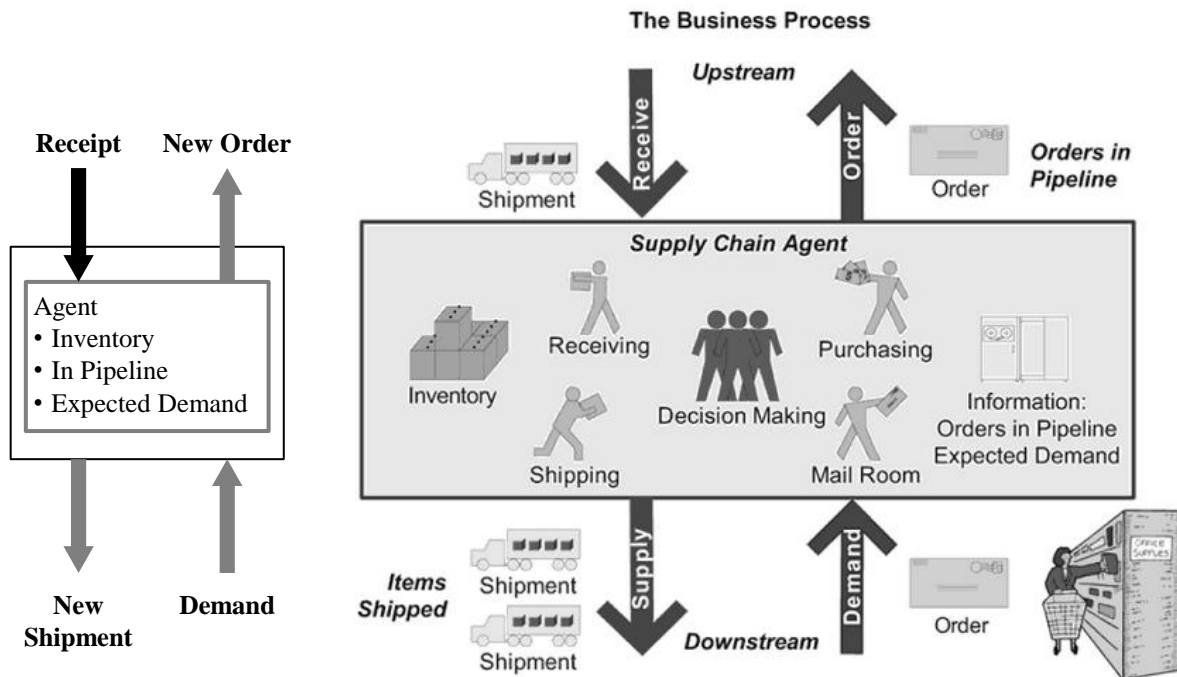 Receipt
New Order
Agent
• Inventory
• In Pipeline
• Expected Demand
New
Shipment
Demand
The Business Process
Upstream
Receive
Order
Shipment
Order
Orders in
Pipeline
Supply Chain Agent
Inventory
Receiving
Shipping
Decision Making
Purchasing
Mail Room
Information:
Orders in Pipeline
Expected Demand
Items
Shipped
Shipment
Shipment
Supply
Downstream
Demand
Order
OFFICE
SUPPLIES